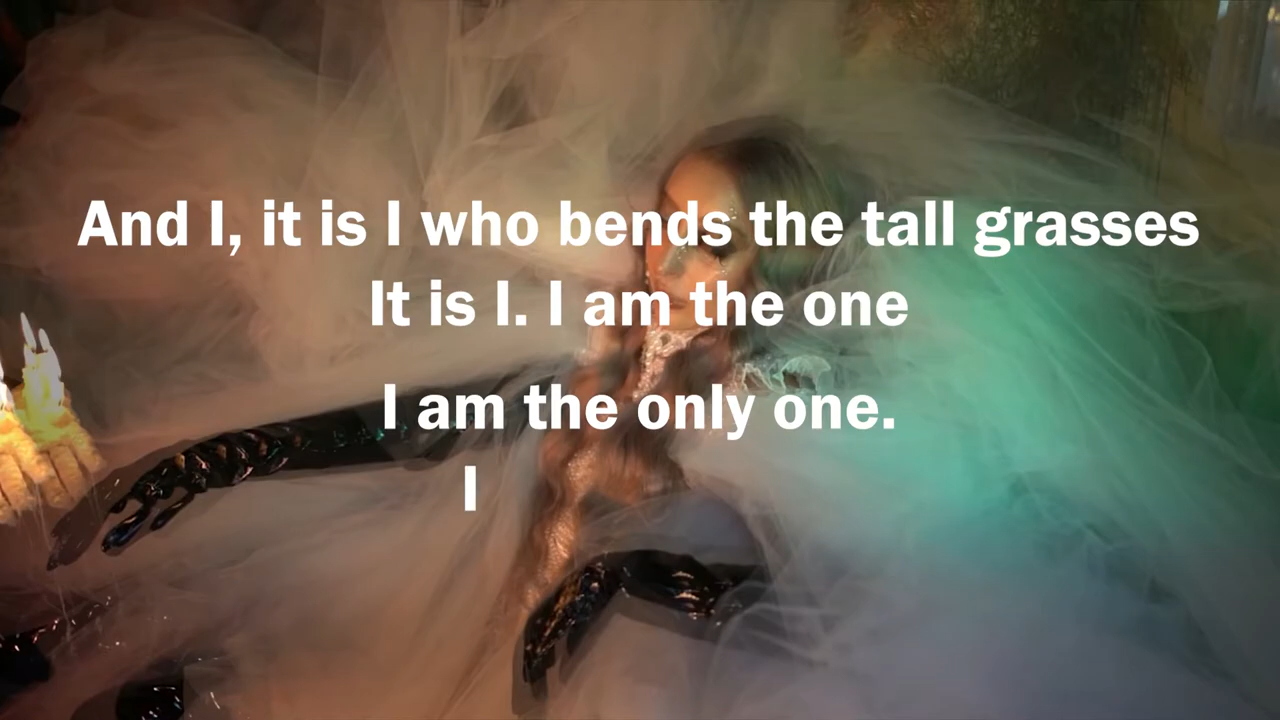 And I, it is I who bends the tall grasses
It is I. I am the one
I am the only one.
I